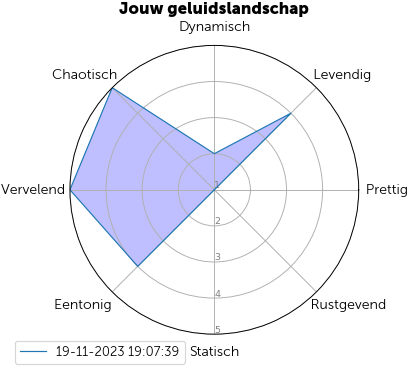 Jouw geluidslandschap
Dynamisch
Chaotisch
Levendig
Vervelend
1
Prettig
2
3
Eentonig
4
Rustgevend
5
19-11-2023 19:07:39
Statisch